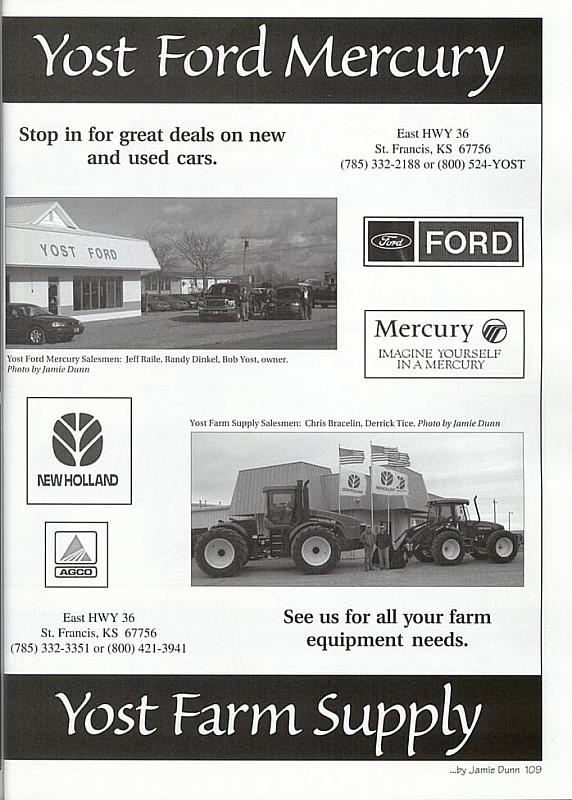 Yost Ford Mercury
Stop in for great deals on new
and used cars.
East HWY 36
St. Francis, KS 67756
(785) 332-2188 or (800) 524-YOST
YOST FORD
Ford FORD
Mercury
IMAGINE YOURSELF
IN A MERCURY
Yost Ford Mercury Salesmen: Jeff Raile, Randy Dinkel, Bob Yost, owner.
Photo by Jamie Dunn
NEW HOLLAND
Yost Farm Supply Salesmen: Chris Bracelin, Derrick Tice. Photo by Jamie Dunn
AGCO
East HWY 36
St. Francis, KS 67756
(785) 332-3351 or (800) 421-3941
See us for all your farm
equipment needs.
Yost Farm Supply
...by Jamie Dunn 109